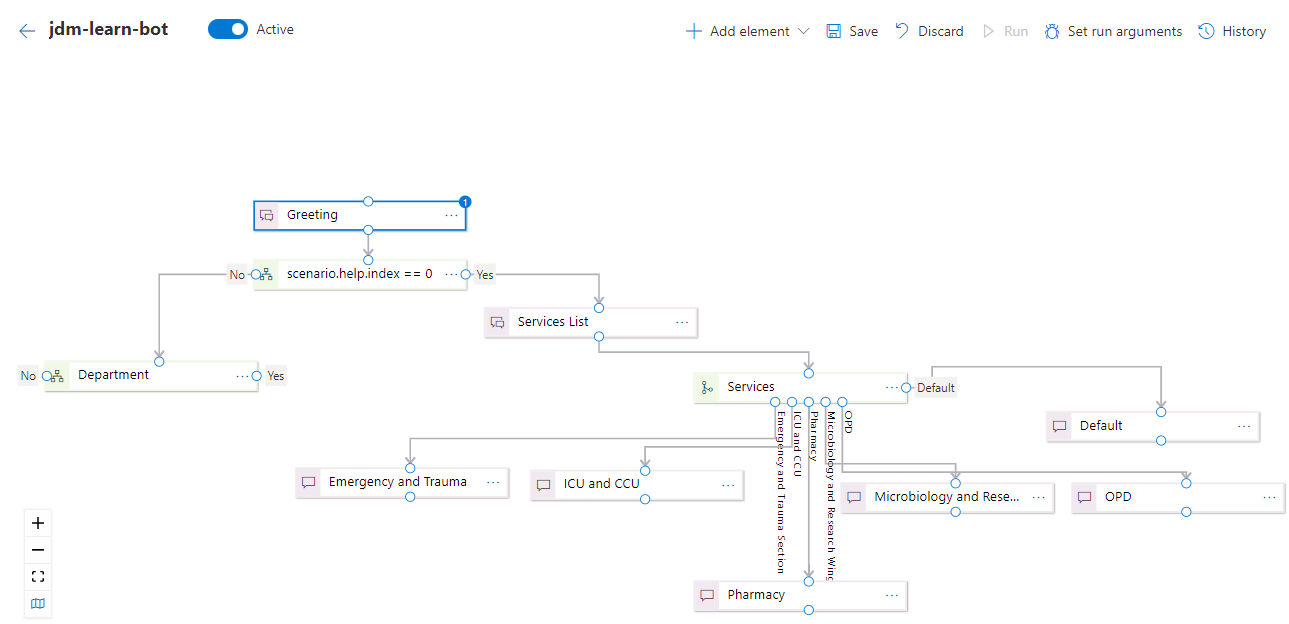 jdm-learn-bot
Active
Add element
Save
Discard
Run
Set run arguments
History
1
Greeting
No
scenario.help.index == 0
Yes
Services List
No
Department
Yes
Services
Default
Emergency and Trauma Section
ICU and CCU
Pharmacy
Microbiology and Research Wing
OPD
Default
Emergency and Trauma
ICU and CCU
Microbiology and Rese...
OPD
Pharmacy